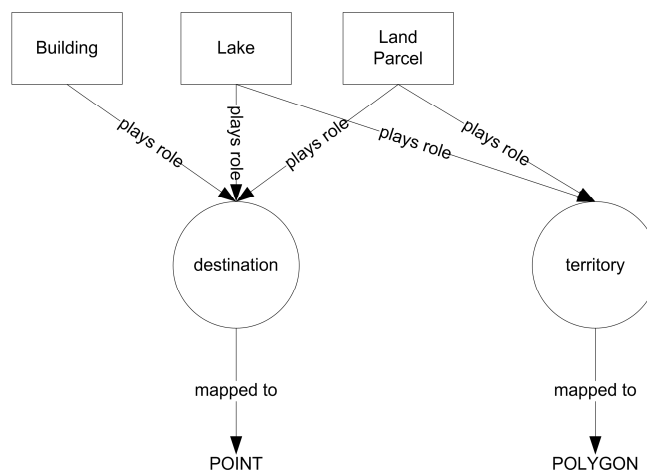 Building
Lake
Land
Parcel
plays role
plays role
plays role
plays role
plays role
destination
territory
mapped to
mapped to
POINT
POLYGON